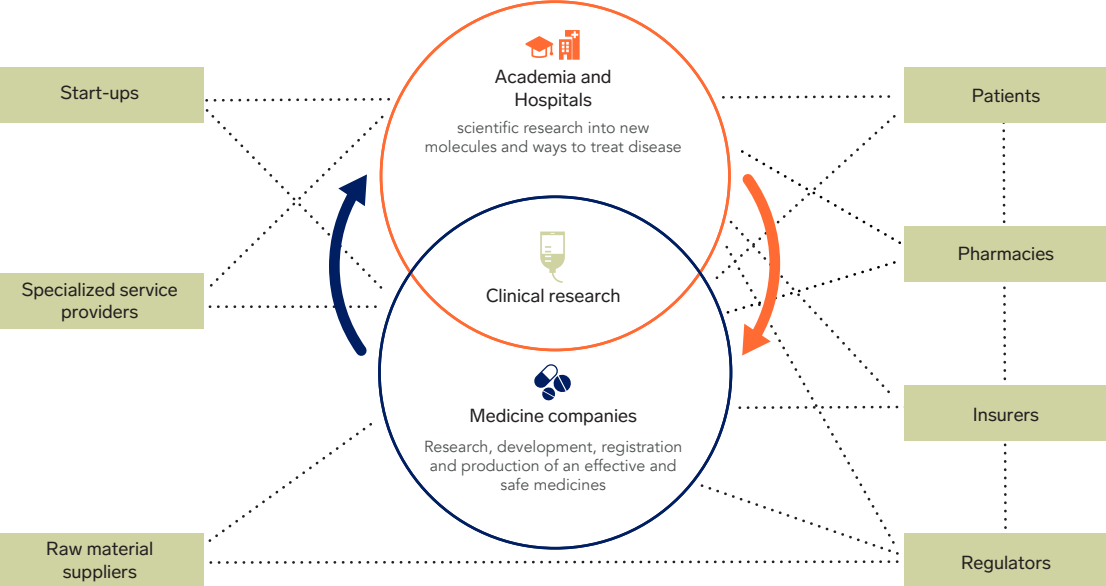 Academia and
Hospitals
scientific research into new
molecules and ways to treat disease
Start-ups
Patients
Pharmacies
Specialized service
providers
Clinical research
Medicine companies
Research, development, registration
and production of an effective and
safe medicines
Insurers
Raw material
suppliers
Regulators